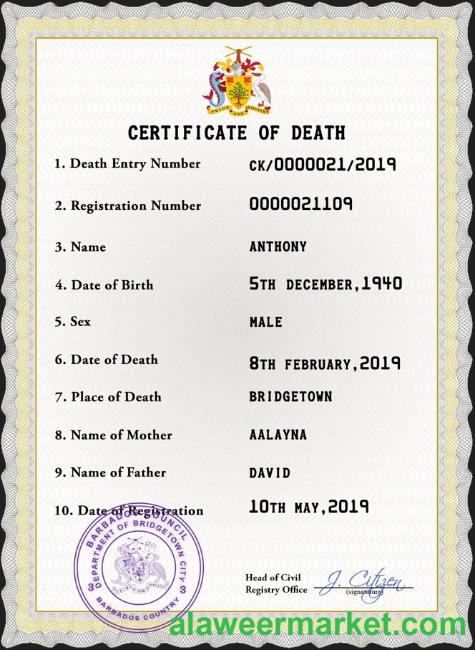 PRIDE AND INDUSTRY
CERTIFICATE OF DEATH
1. Death Entry Number CK/0000021/2019
2. Registration Number 0000021109
3. Name ANTHONY
4. Date of Birth 5TH DECEMBER,1940
5. Sex MALE
6. Date of Death 8TH FEBRUARY,2019
7. Place of Death BRIDGETOWN
8. Name of Mother AALAYNA
9. Name of Father DAVID
10. Date of Registration 10TH MAY,2019
BARBADOS COUNCIL
DEPARTMENT OF BRIDGETOWN CITY
3 3
BARBADOS COUNTRY
Head of Civil
Registry Office J. Citizen
alaweermarket.com